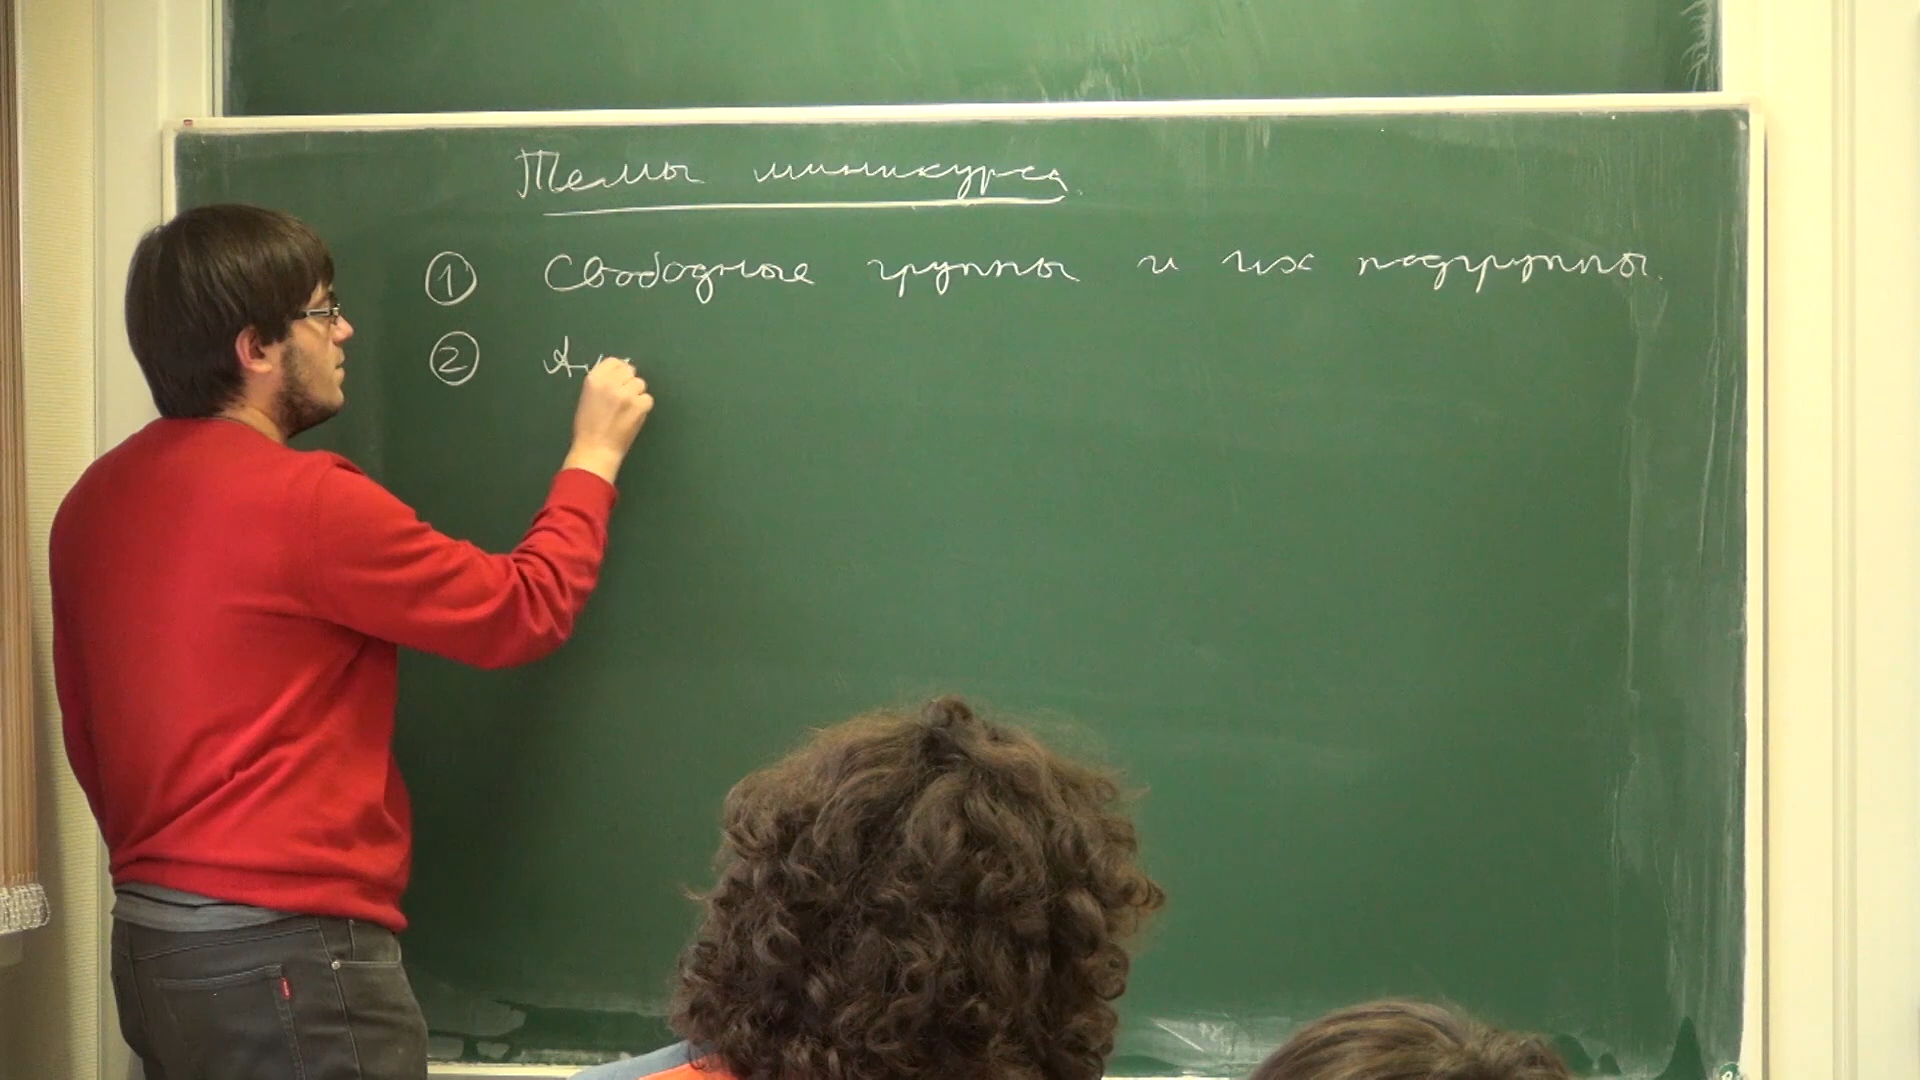 Темы миникурса.
① Свободные группы и их подгруппы.
②